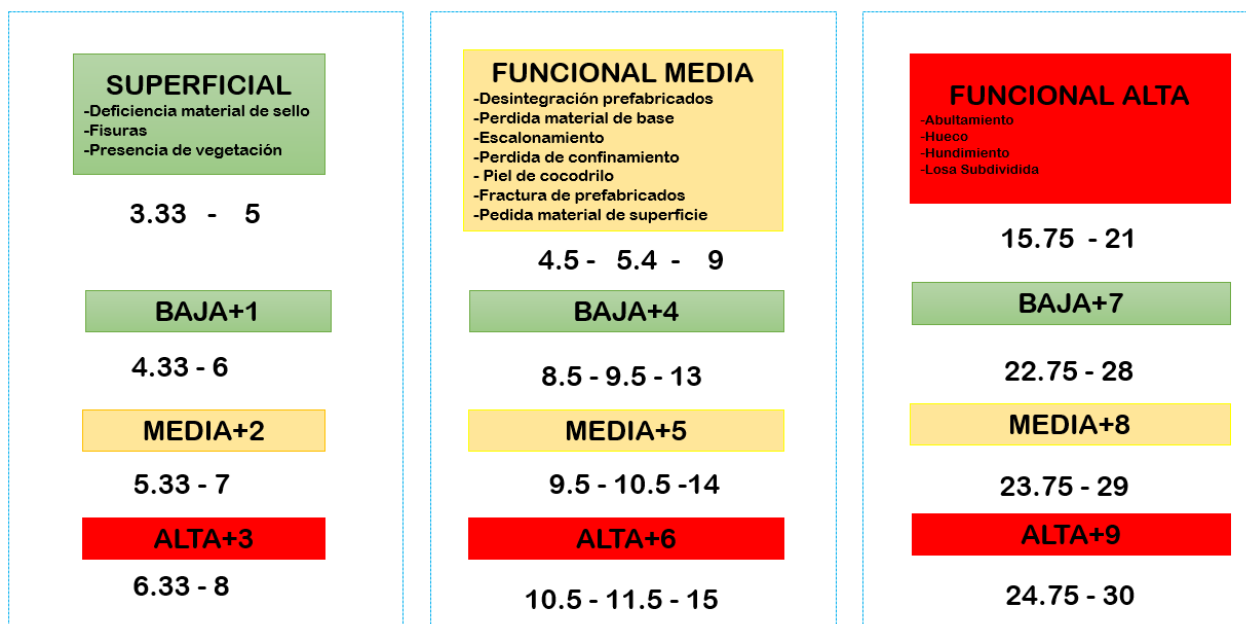 SUPERFICIAL
-Deficiencia material de sello
-Fisuras
-Presencia de vegetación
3.33 - 5
BAJA+1
4.33 - 6
MEDIA+2
5.33 - 7
ALTA+3
6.33 - 8
FUNCIONAL MEDIA
-Desintegración prefabricados
-Perdida material de base
-Escalonamiento
-Perdida de confinamiento
- Piel de cocodrilo
-Fractura de prefabricados
-Pedida material de superficie
4.5 - 5.4 - 9
BAJA+4
8.5 - 9.5 - 13
MEDIA+5
9.5 - 10.5 -14
ALTA+6
10.5 - 11.5 - 15
FUNCIONAL ALTA
-Abultamiento
-Hueco
-Hundimiento
-Losa Subdividida
15.75 - 21
BAJA+7
22.75 - 28
MEDIA+8
23.75 - 29
ALTA+9
24.75 - 30